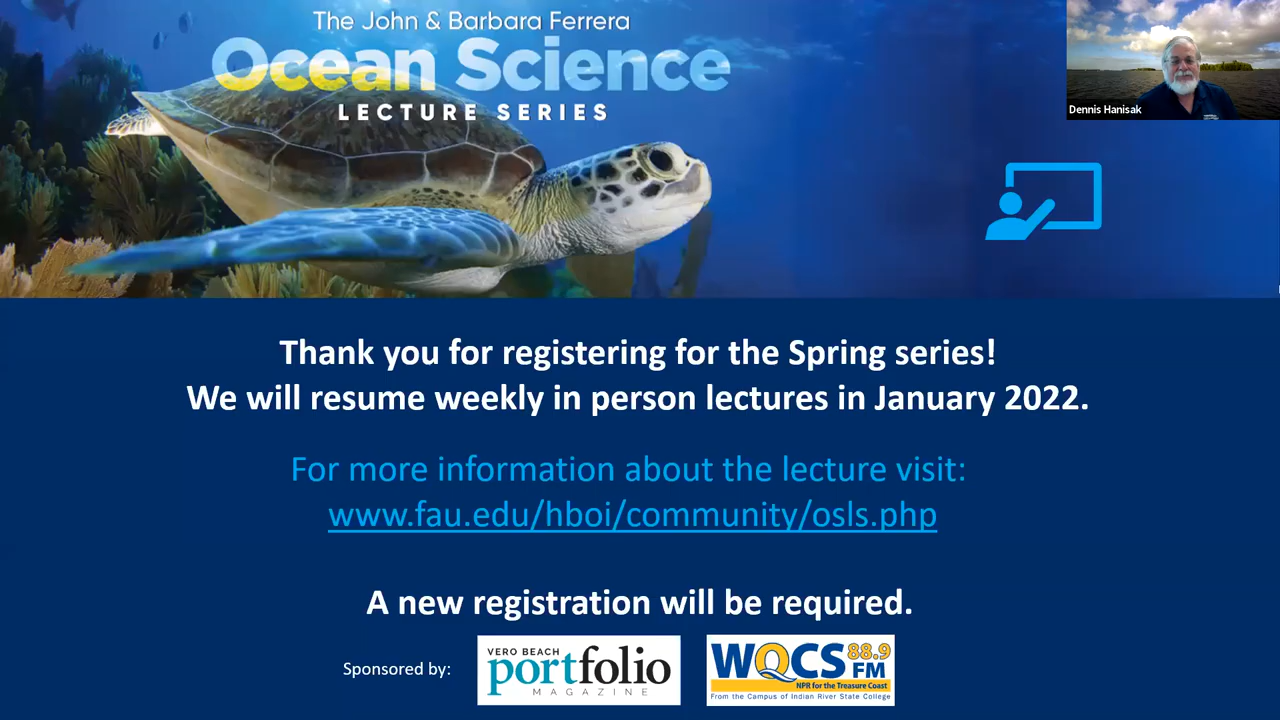 The John & Barbara Ferrera
Ocean Science
LECTURE SERIES
Dennis Hanisak
Thank you for registering for the Spring series!
We will resume weekly in person lectures in January 2022.
For more information about the lecture visit:
www.fau.edu/hboi/community/osls.php
A new registration will be required.
Sponsored by:
VERO BEACH
portfolio
MAGAZINE
WQCS 88.9
FM
NPR for the Treasure Coast
From the Campus of Indian River State College